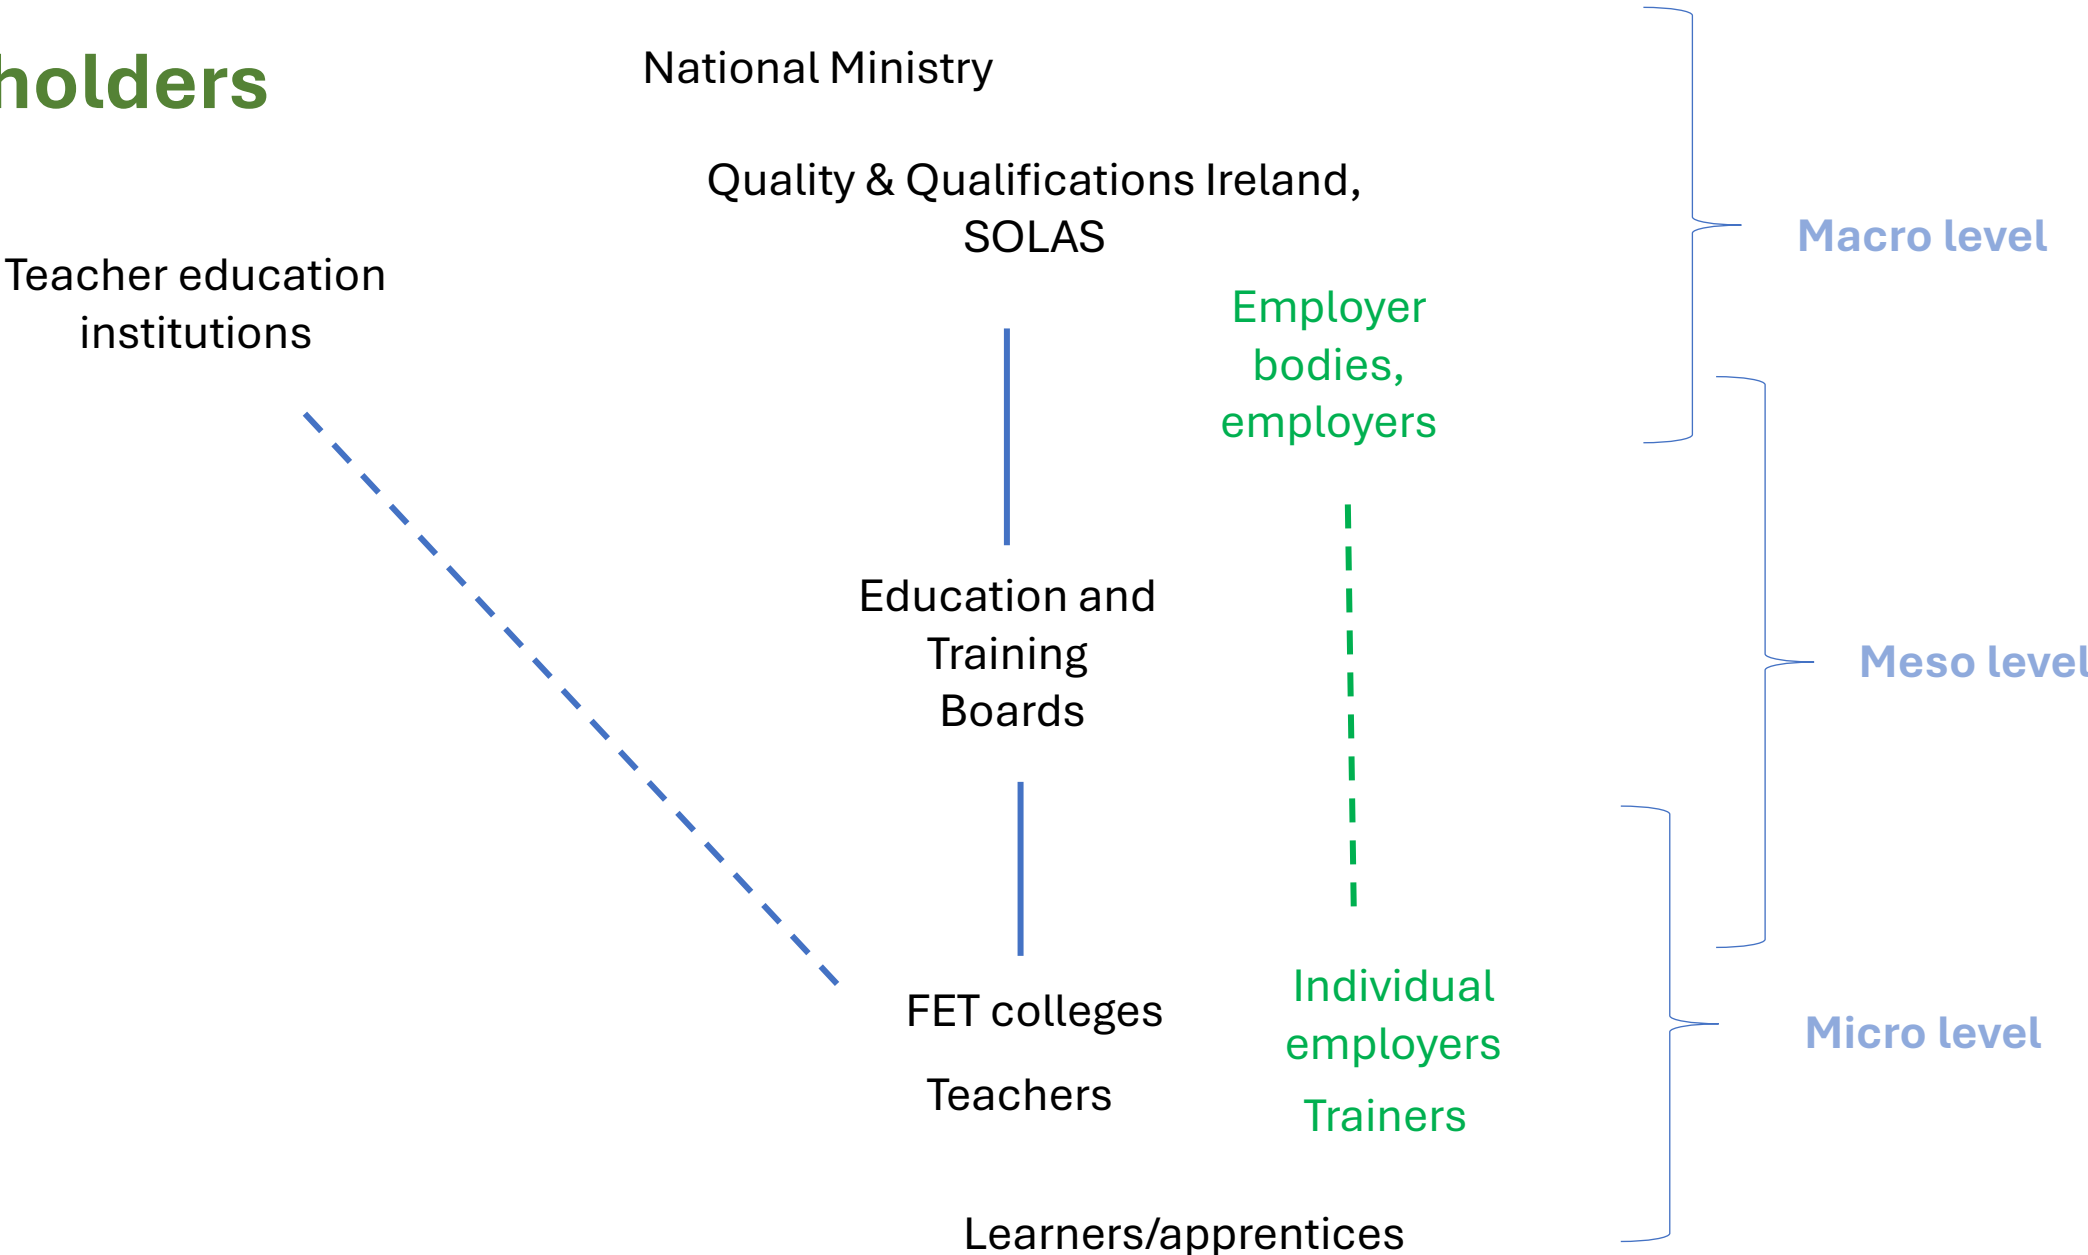 holders
National Ministry
Quality & Qualifications Ireland,
SOLAS
Macro level
Teacher education
institutions
Employer
bodies,
employers
Education and
Training
Boards
Meso level
FET colleges
Teachers
Individual
employers
Trainers
Micro level
Learners/apprentices